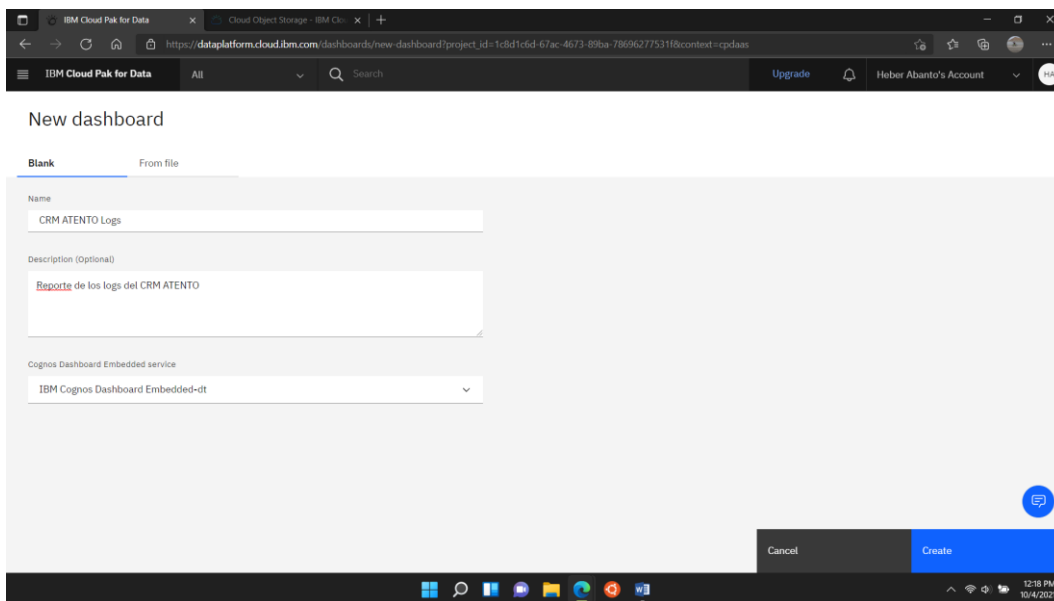 IBM Cloud Pak for Data
Cloud Object Storage - IBM Clo
https://dataplatform.cloud.ibm.com/dashboards/new-dashboard?project_id=1c8d1c6d-67ac-4673-89ba-78696277531f&context=cpdaas
IBM Cloud Pak for Data All Search Upgrade Heber Abanto's Account HA
New dashboard
Blank From file
Name
CRM ATENTO Logs
Description (Optional)
Reporte de los logs del CRM ATENTO
Cognos Dashboard Embedded service
IBM Cognos Dashboard Embedded-dt
Cancel Create
12:18 PM
10/4/202